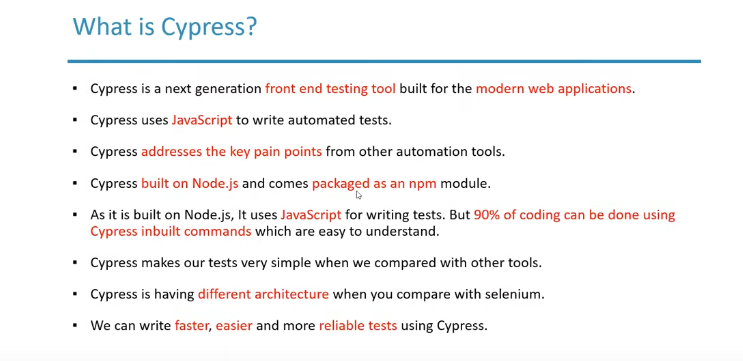 What is Cypress?
▪ Cypress is a next generation front end testing tool built for the modern web applications.
▪ Cypress uses JavaScript to write automated tests.
▪ Cypress addresses the key pain points from other automation tools.
▪ Cypress built on Node.js and comes packaged as an npm module.
▪ As it is built on Node.js, It uses JavaScript for writing tests. But 90% of coding can be done using
Cypress inbuilt commands which are easy to understand.
▪ Cypress makes our tests very simple when we compared with other tools.
▪ Cypress is having different architecture when you compare with selenium.
▪ We can write faster, easier and more reliable tests using Cypress.